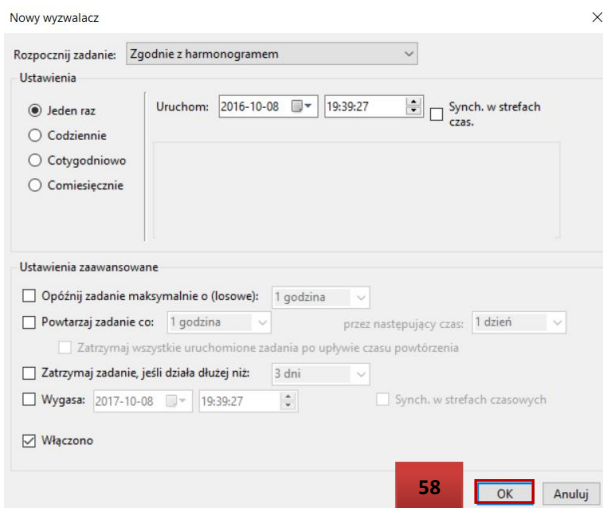 Nowy wyzwalacz
Rozpocznij zadanie: Zgodnie z harmonogramem
Ustawienia
Jeden raz
Codziennie
Cotygodniowo
Comiesięcznie
Uruchom: 2016-10-08 19:39:27 Synch. w strefach
czas.
Ustawienia zaawansowane
Opóźnij zadanie maksymalnie o (losowe): 1 godzina
Powtarzaj zadanie co: 1 godzina przez następujący czas: 1 dzień
Zatrzymaj wszystkie uruchomione zadania po upływie czasu powtórzenia
Zatrzymaj zadanie, jeśli działa dłużej niż: 3 dni
Wygasa: 2017-10-08 19:39:27 Synch. w strefach czasowych
Włączono
58 OK Anuluj